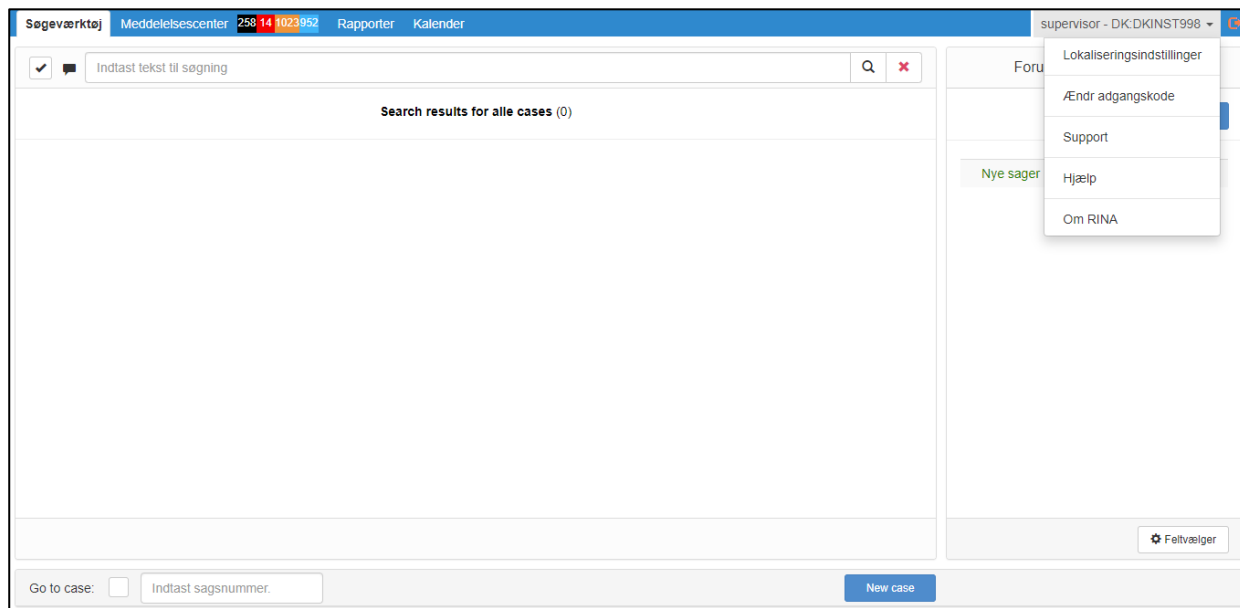 Søgeværktøj Meddelelsescenter 258 14 1023 952 Rapporter Kalender supervisor - DK:DKINST998
Indtast tekst til søgning
Search results for alle cases (0)
Foru
Nye sager
Lokaliseringsindstillinger
Ændr adgangskode
Support
Hjælp
Om RINA
Feltvælger
Go to case: Indtast sagsnummer. New case